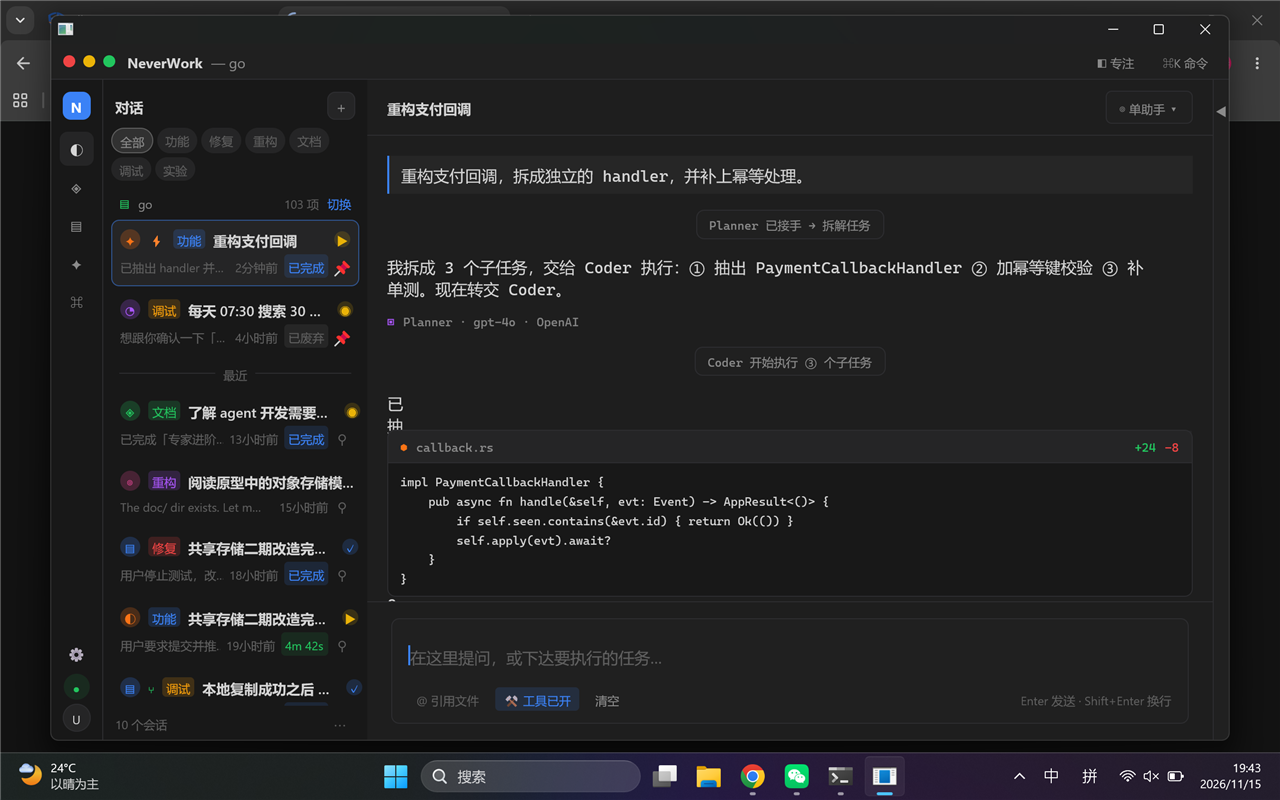 NeverWork — go
专注
⌘K 命令
N
对话
+
全部
功能
修复
重构
文档
调试
实验
go
103 项
切换
功能
重构支付回调
已抽出 handler 并...
2分钟前
已完成
调试
每天 07:30 搜索 30 ...
想跟你确认一下「...
4小时前
已废弃
最近
文档
了解 agent 开发需要...
已完成「专家进阶..
13小时前
已完成
重构
阅读原型中的对象存储模...
The doc/ dir exists. Let m...
15小时前
修复
共享存储二期改造完...
用户停止测试，改..
18小时前
已完成
功能
共享存储二期改造完...
用户要求提交并推.
19小时前
4m 42s
调试
本地复制成功之后 ...
10 个会话
...
U
重构支付回调
单助手
重构支付回调，拆成独立的 handler，并补上幂等处理。
Planner 已接手 → 拆解任务
我拆成 3 个子任务，交给 Coder 执行：① 抽出 PaymentCallbackHandler ② 加幂等键校验 ③ 补
单测。现在转交 Coder。
Planner · gpt-4o · OpenAI
Coder 开始执行 ③ 个子任务
已
抽
callback.rs
+24 -8
impl PaymentCallbackHandler {
pub async fn handle(&self, evt: Event) -> AppResult<()> {
if self.seen.contains(&evt.id) { return Ok(()) }
self.apply(evt).await?
}
}
在这里提问，或下达要执行的任务...
@ 引用文件
工具已开
清空
Enter 发送 · Shift+Enter 换行
24°C
以晴为主
搜索
中
拼
19:43
2026/11/15